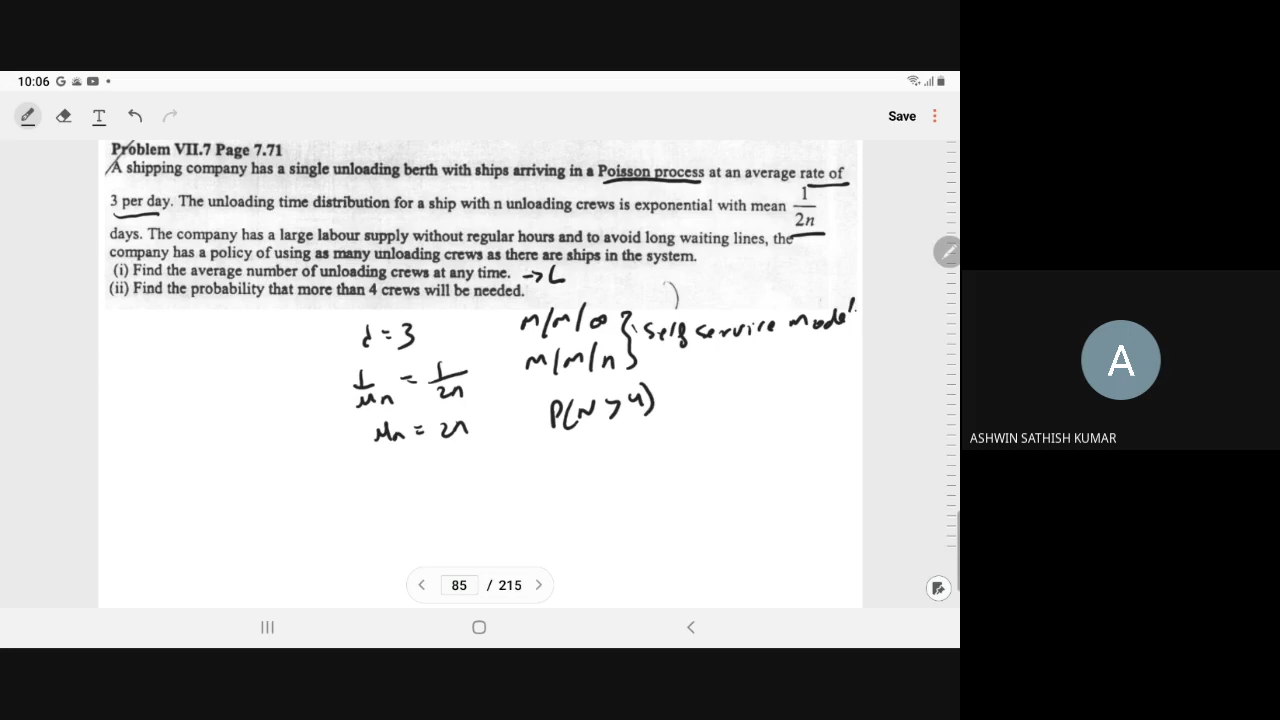 10:06
Save
Problem VII.7 Page 7.71
A shipping company has a single unloading berth with ships arriving in a Poisson process at an average rate of
3 per day. The unloading time distribution for a ship with n unloading crews is exponential with mean 1/2n
days. The company has a large labour supply without regular hours and to avoid long waiting lines, the
company has a policy of using as many unloading crews as there are ships in the system.
(i) Find the average number of unloading crews at any time. → L
(ii) Find the probability that more than 4 crews will be needed.
λ = 3
M/M/∞ } self service model
M/M/n
1/μn = 1/2n
P(N > 4)
μn = 2n
85 / 215
A
ASHWIN SATHISH KUMAR